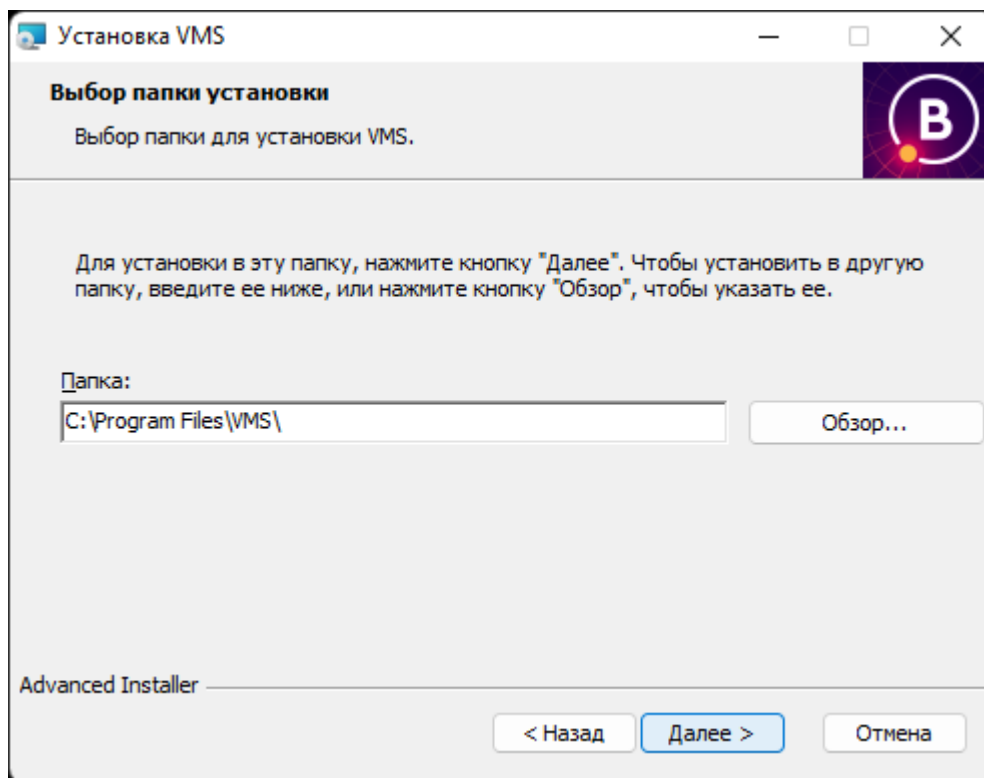 Установка VMS
Выбор папки установки
Выбор папки для установки VMS.
B
Для установки в эту папку, нажмите кнопку "Далее". Чтобы установить в другую
папку, введите ее ниже, или нажмите кнопку "Обзор", чтобы указать ее.
Папка:
C:\Program Files\VMS\
Обзор...
Advanced Installer
< Назад
Далее >
Отмена